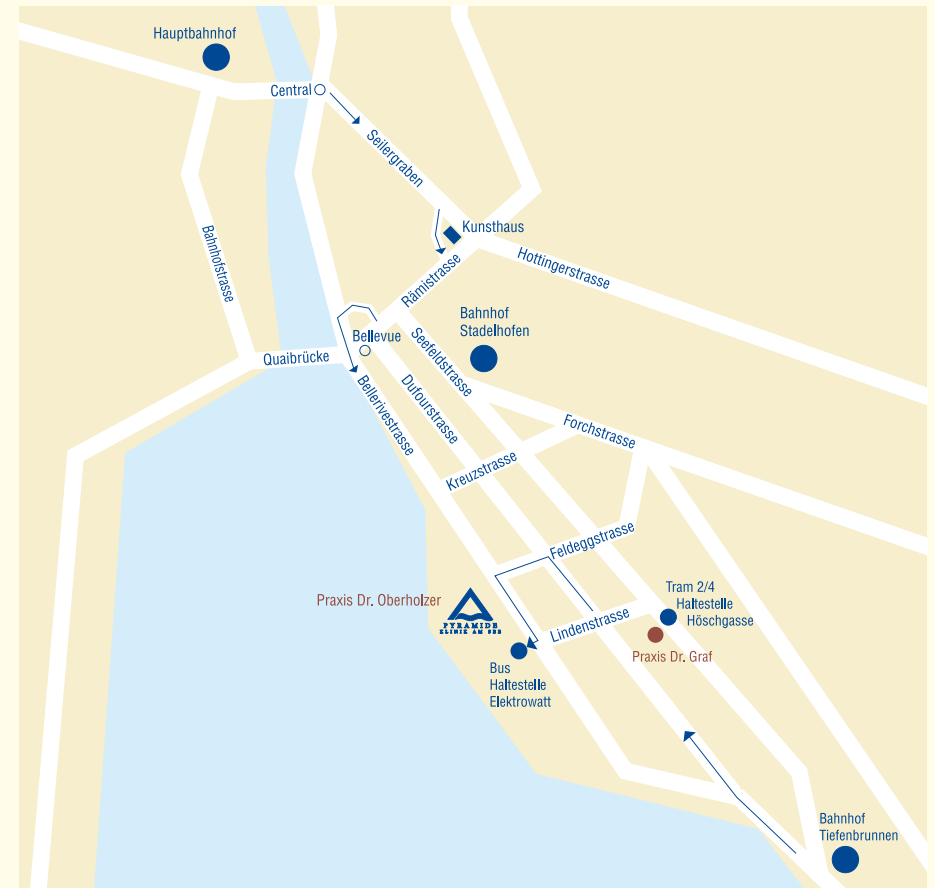 Hauptbahnhof
Central
Seilergraben
Kunsthaus
Bahnhofstrasse
Hottingerstrasse
Rämistrasse
Bahnhof
Stadelhofen
Bellevue
Seefeldstrasse
Quaibrücke
Dufourstrasse
Bellerivestrasse
Forchstrasse
Kreuzstrasse
Feldeggstrasse
Tram 2/4
Haltestelle
Höschgasse
Praxis Dr. Oberholzer
PYRAMIDE
KLINIK AM SEE
Lindenstrasse
Praxis Dr. Graf
Bus
Haltestelle
Elektrowatt
Bahnhof
Tiefenbrunnen